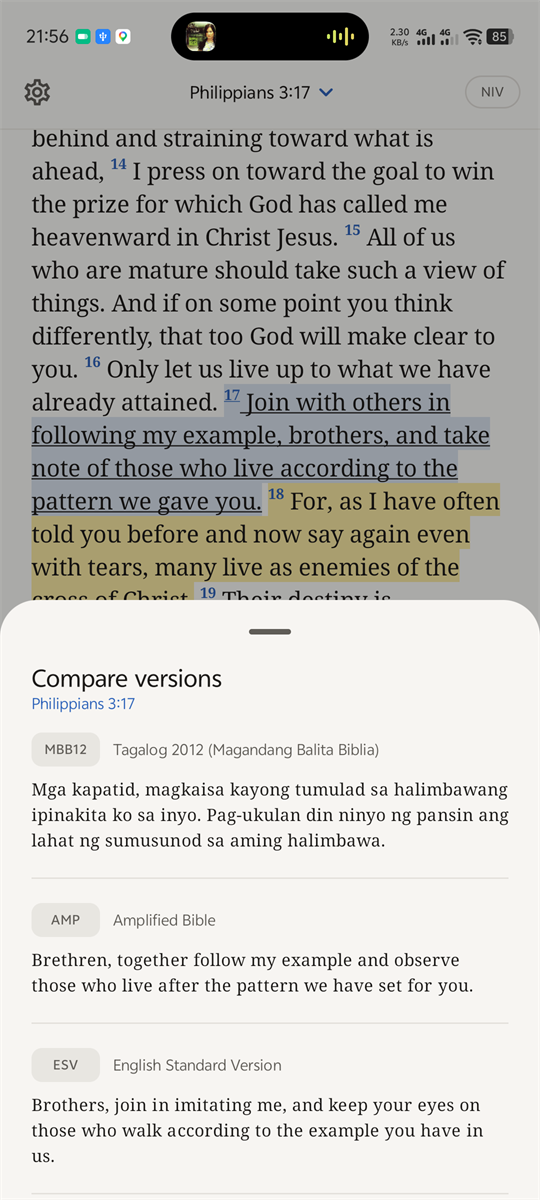 21:56
2.30 KB/s 4G 4G 85
Philippians 3:17
NIV
behind and straining toward what is
ahead, 14 I press on toward the goal to win
the prize for which God has called me
heavenward in Christ Jesus. 15 All of us
who are mature should take such a view of
things. And if on some point you think
differently, that too God will make clear to
you. 16 Only let us live up to what we have
already attained. 17 Join with others in
following my example, brothers, and take
note of those who live according to the
pattern we gave you. 18 For, as I have often
told you before and now say again even
with tears, many live as enemies of the
cross of Christ. 19 Their destiny is
Compare versions
Philippians 3:17
MBB12 Tagalog 2012 (Magandang Balita Biblia)
Mga kapatid, magkaisa kayong tumulad sa halimbawang
ipinakita ko sa inyo. Pag-ukulan din ninyo ng pansin ang
lahat ng sumusunod sa aming halimbawa.
AMP Amplified Bible
Brethren, together follow my example and observe
those who live after the pattern we have set for you.
ESV English Standard Version
Brothers, join in imitating me, and keep your eyes on
those who walk according to the example you have in
us.